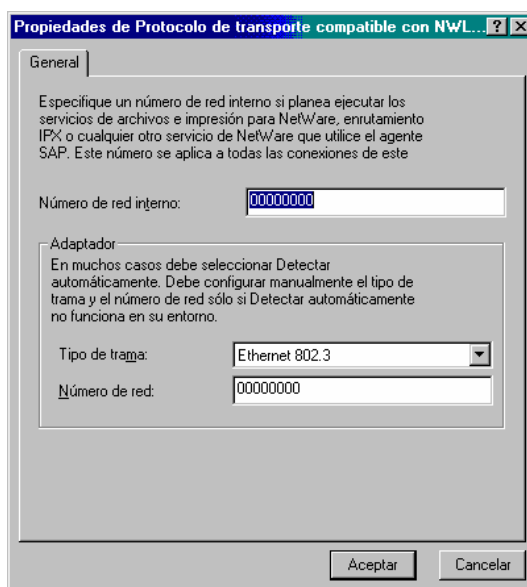 Propiedades de Protocolo de transporte compatible con NWL...
General
Especifique un número de red interno si planea ejecutar los
servicios de archivos e impresión para NetWare, enrutamiento
IPX o cualquier otro servicio de NetWare que utilice el agente
SAP. Este número se aplica a todas las conexiones de este
Número de red interno: 00000000
Adaptador
En muchos casos debe seleccionar Detectar
automáticamente. Debe configurar manualmente el tipo de
trama y el número de red sólo si Detectar automáticamente
no funciona en su entorno.
Tipo de trama: Ethernet 802.3
Número de red: 00000000
Aceptar Cancelar